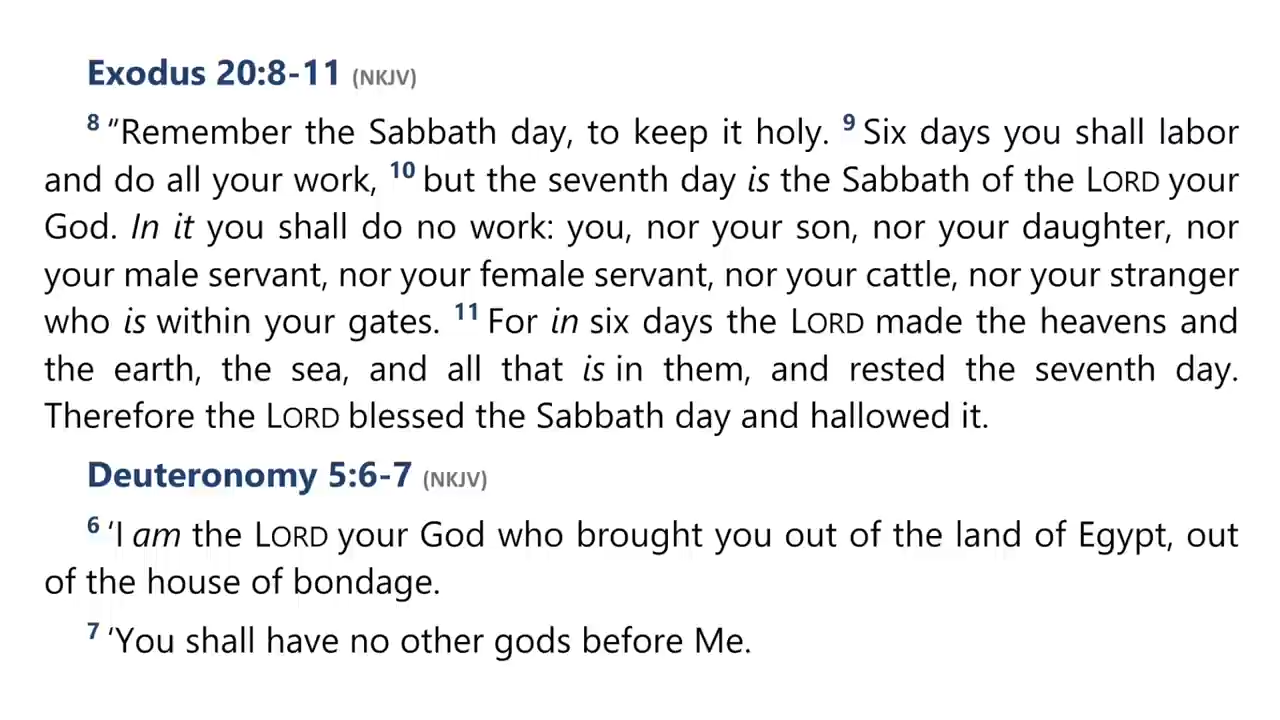 Exodus 20:8-11 (NKJV)
8 "Remember the Sabbath day, to keep it holy. 9 Six days you shall labor
and do all your work, 10 but the seventh day is the Sabbath of the LORD your
God. In it you shall do no work: you, nor your son, nor your daughter, nor
your male servant, nor your female servant, nor your cattle, nor your stranger
who is within your gates. 11 For in six days the LORD made the heavens and
the earth, the sea, and all that is in them, and rested the seventh day.
Therefore the LORD blessed the Sabbath day and hallowed it.
Deuteronomy 5:6-7 (NKJV)
6 'I am the LORD your God who brought you out of the land of Egypt, out
of the house of bondage.
7 'You shall have no other gods before Me.